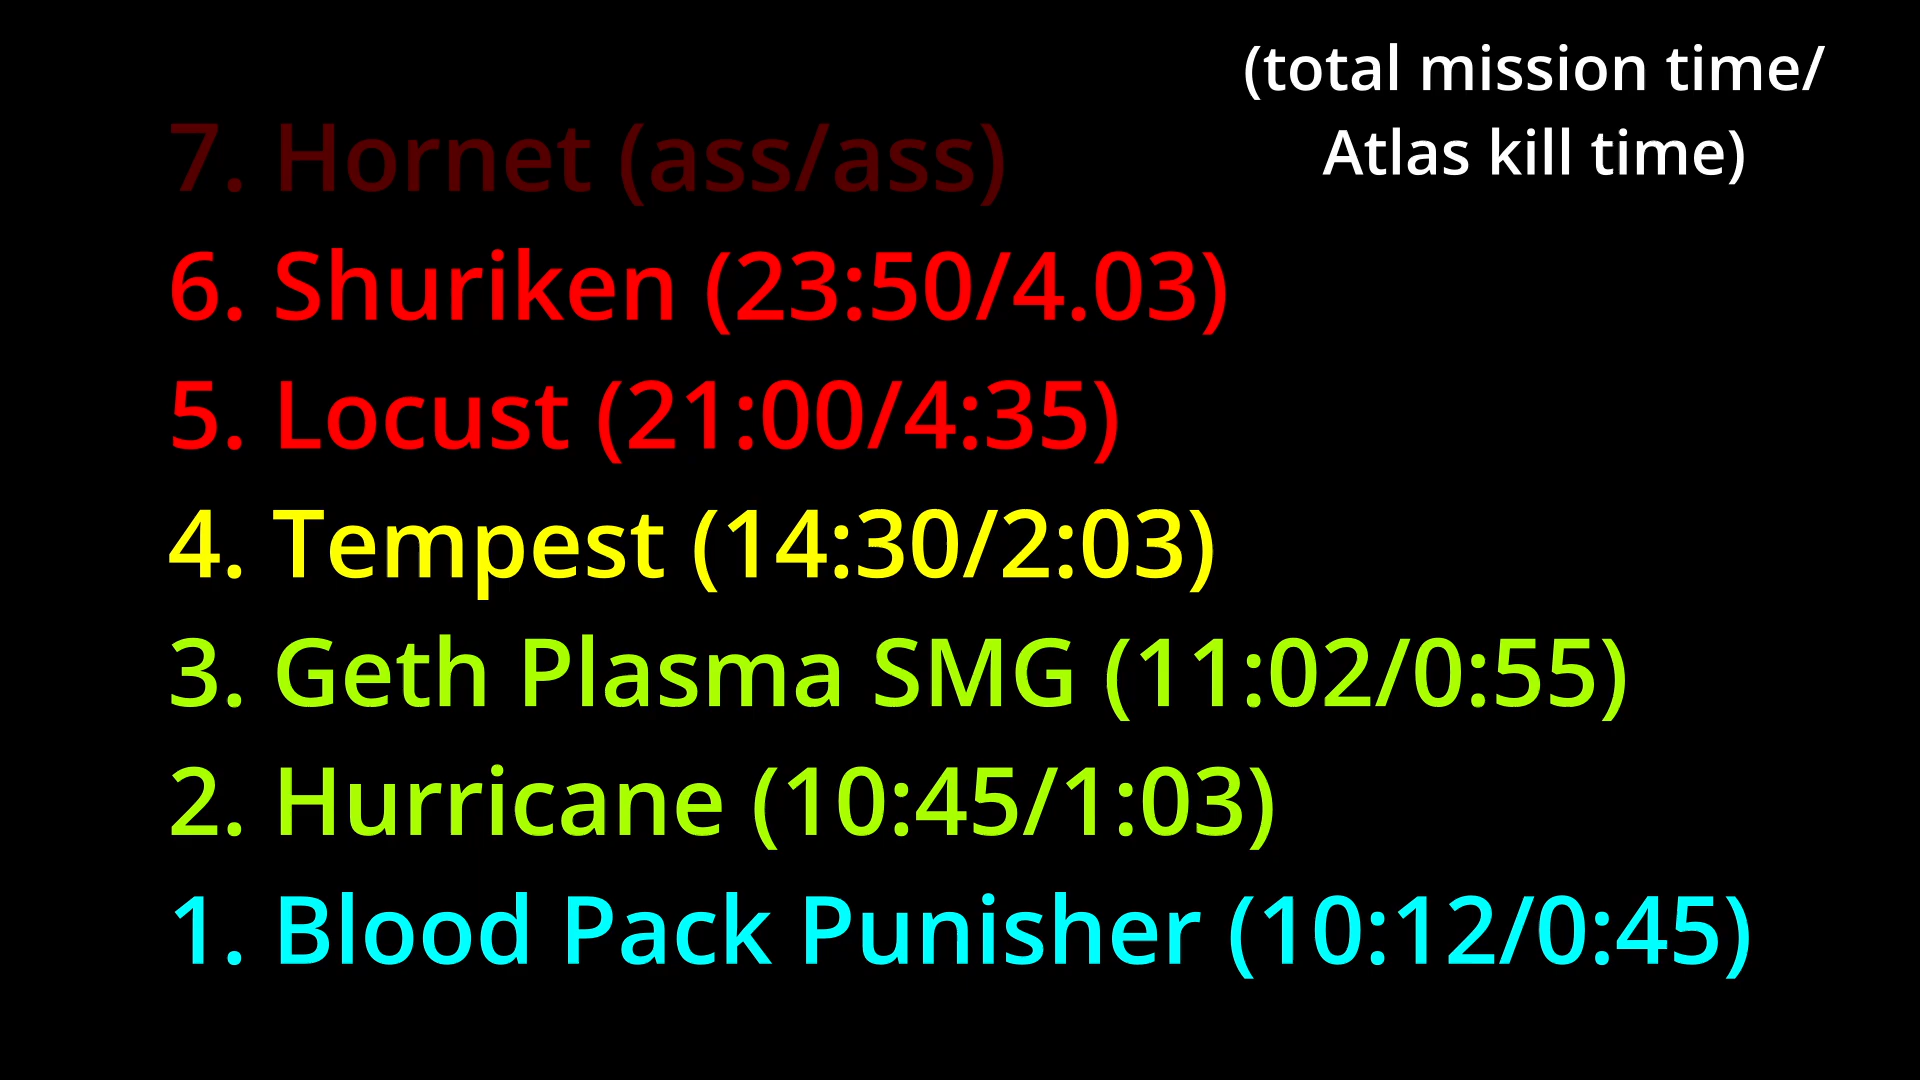 (total mission time/
Atlas kill time)
7. Hornet (ass/ass)
6. Shuriken (23:50/4.03)
5. Locust (21:00/4:35)
4. Tempest (14:30/2:03)
3. Geth Plasma SMG (11:02/0:55)
2. Hurricane (10:45/1:03)
1. Blood Pack Punisher (10:12/0:45)